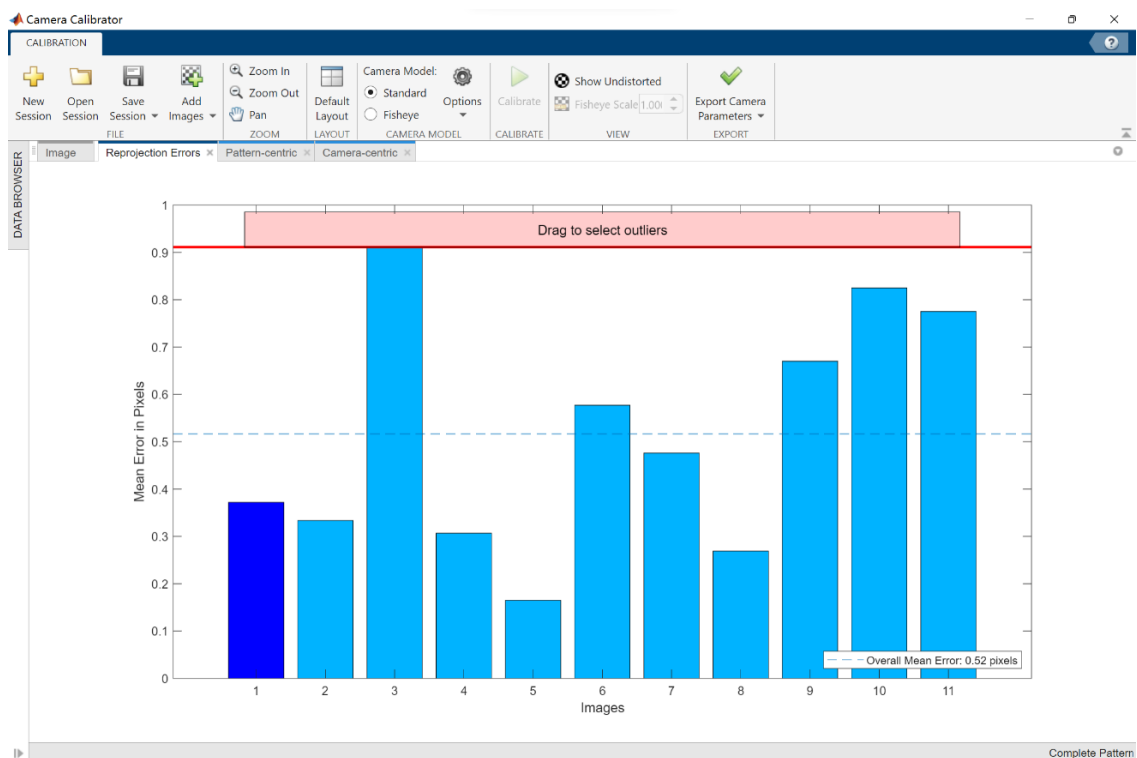 Camera Calibrator
CALIBRATION
?
New Session
Open Session
Save Session
Add Images
FILE
Zoom In
Zoom Out
Pan
ZOOM
Default Layout
LAYOUT
Camera Model:
Standard
Fisheye
Options
CAMERA MODEL
Calibrate
CALIBRATE
Show Undistorted
Fisheye Scale 1.00
VIEW
Export Camera Parameters
EXPORT
DATA BROWSER
Image
Reprojection Errors
Pattern-centric
Camera-centric
Drag to select outliers
Mean Error in Pixels
1
0.9
0.8
0.7
0.6
0.5
0.4
0.3
0.2
0.1
0
Overall Mean Error: 0.52 pixels
1 2 3 4 5 6 7 8 9 10 11
Images
Complete Pattern